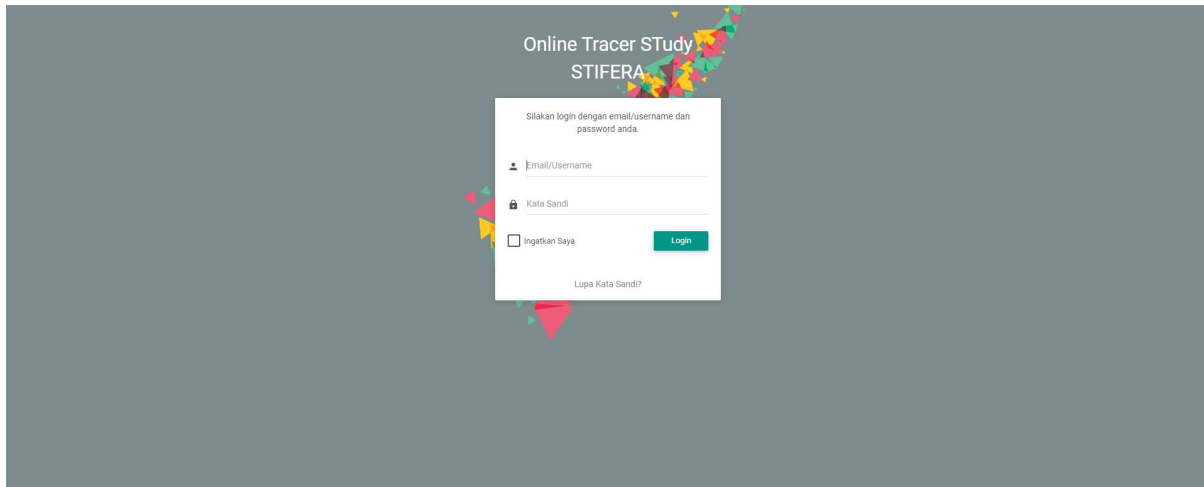 Online Tracer STudy
STIFERA
Silakan login dengan email/username dan
password anda.
Email/Username
Kata Sandi
Ingatkan Saya
Login
Lupa Kata Sandi?